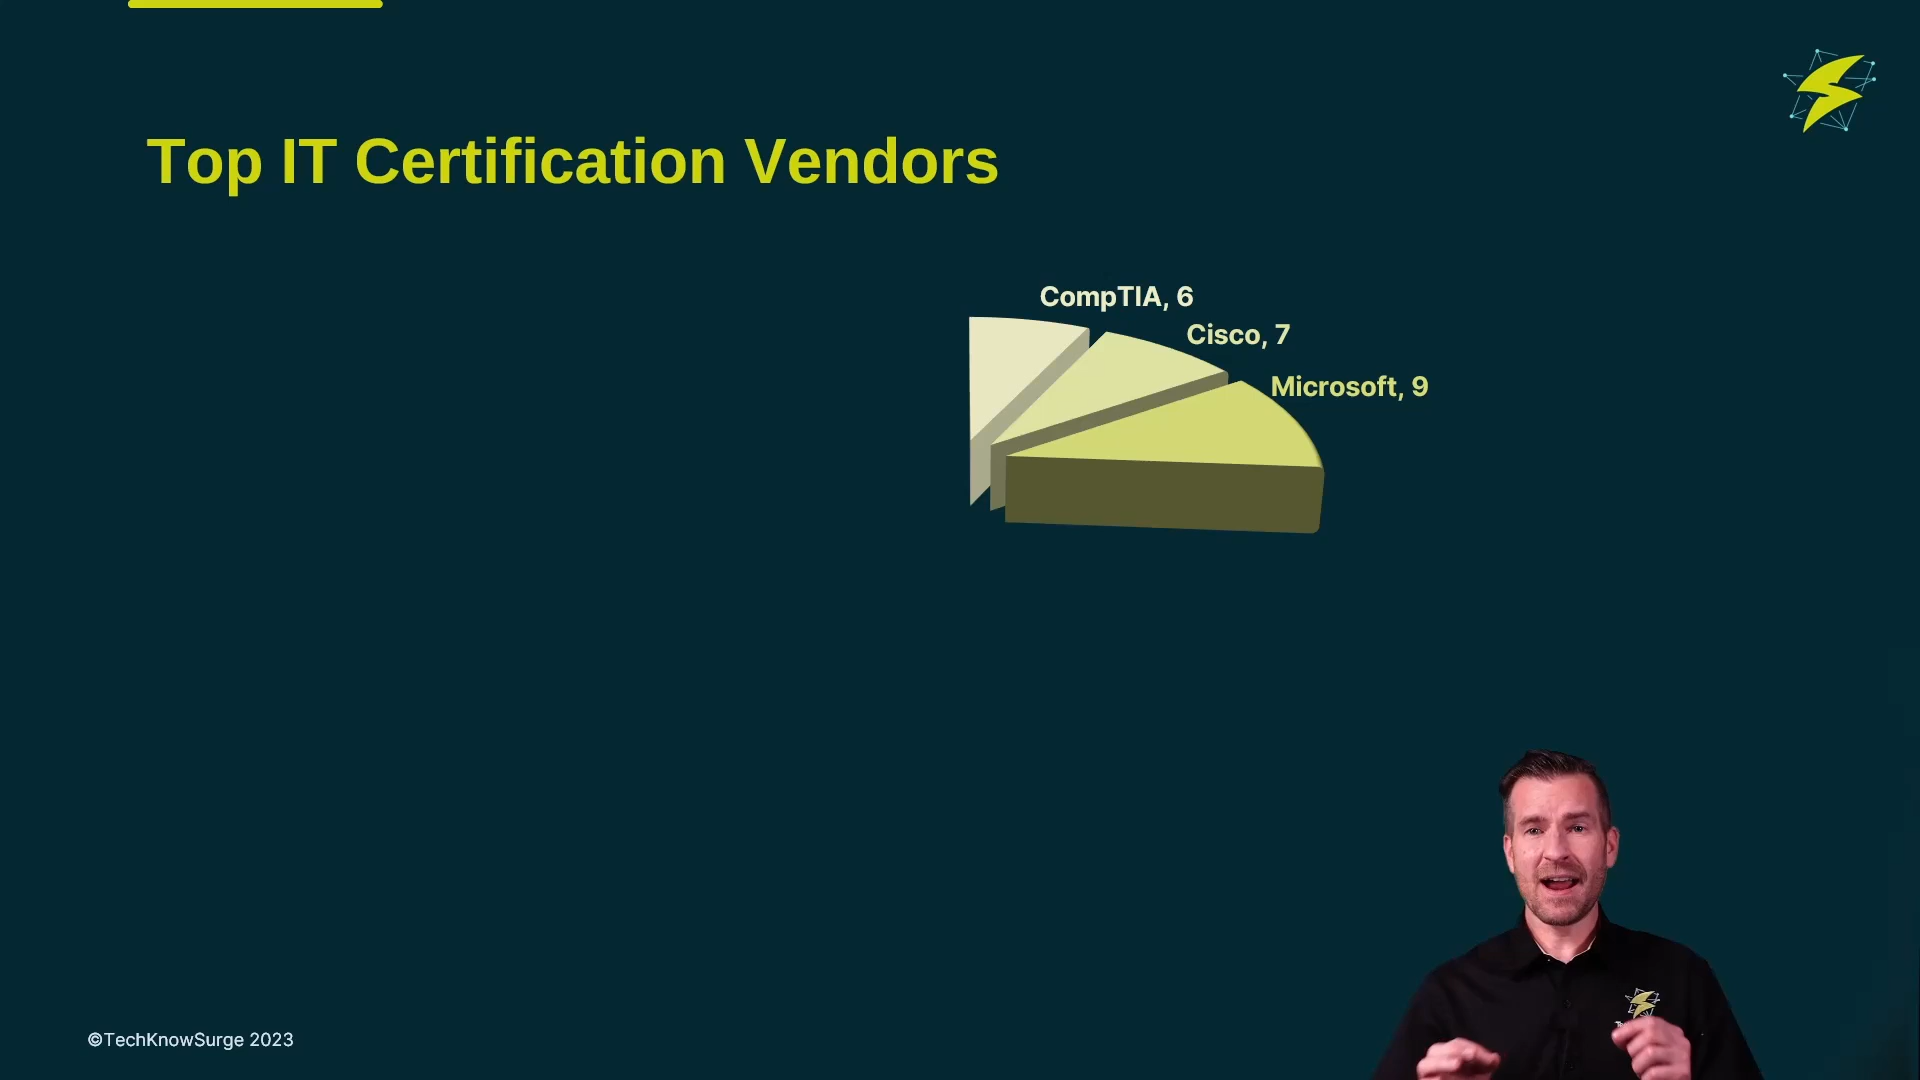 Top IT Certification Vendors
CompTIA, 6
Cisco, 7
Microsoft, 9
©TechKnowSurge 2023